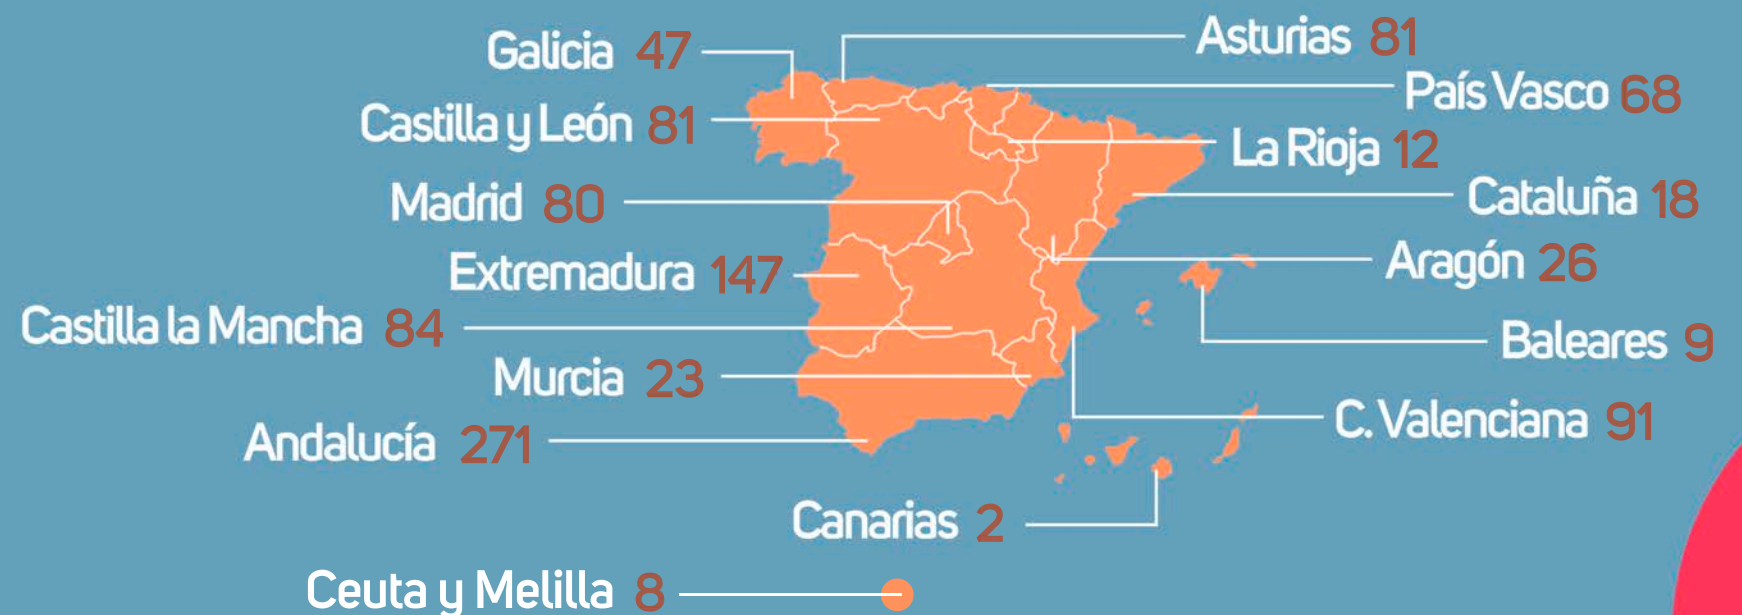 Galicia 47
Asturias 81
País Vasco 68
Castilla y León 81
La Rioja 12
Madrid 80
Cataluña 18
Extremadura 147
Aragón 26
Castilla la Mancha 84
Baleares 9
Murcia 23
C. Valenciana 91
Andalucía 271
Canarias 2
Ceuta y Melilla 8